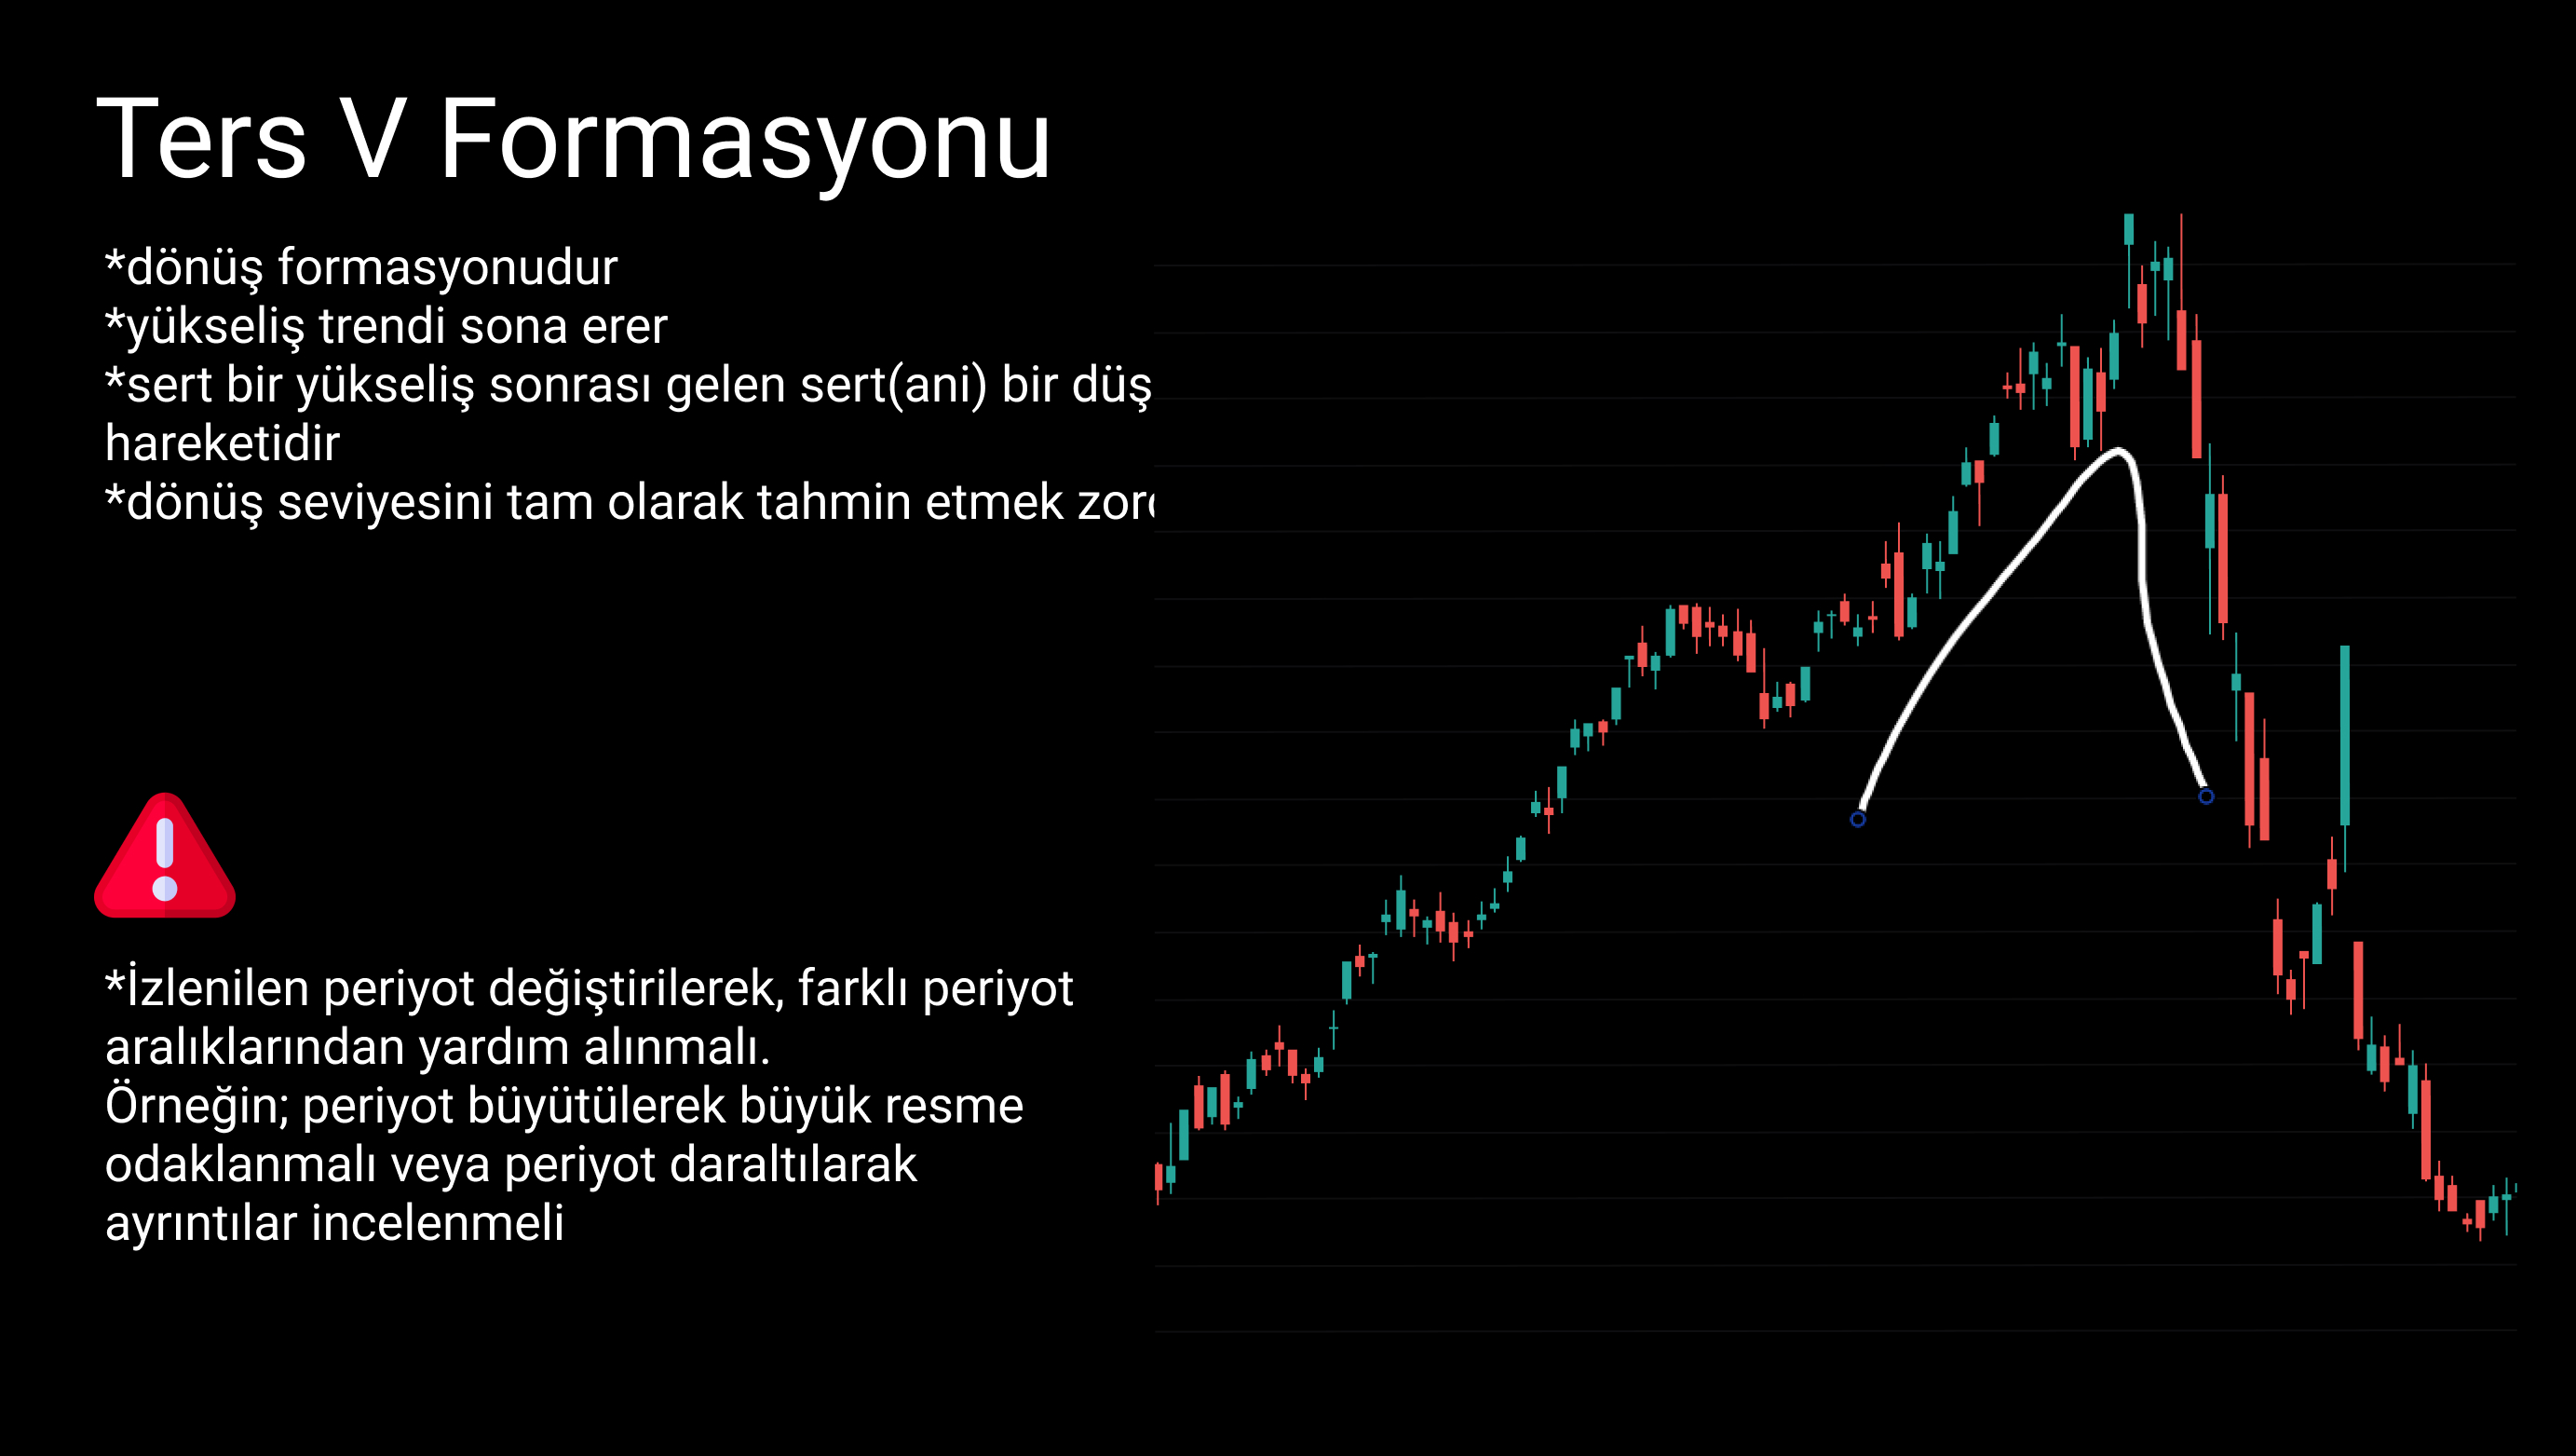 Ters V Formasyonu
*dönüş formasyonudur
*yükseliş trendi sona erer
*sert bir yükseliş sonrası gelen sert(ani) bir düş
hareketidir
*dönüş seviyesini tam olarak tahmin etmek zor
*İzlenilen periyot değiştirilerek, farklı periyot
aralıklarından yardım alınmalı.
Örneğin; periyot büyütülerek büyük resme
odaklanmalı veya periyot daraltılarak
ayrıntılar incelenmeli